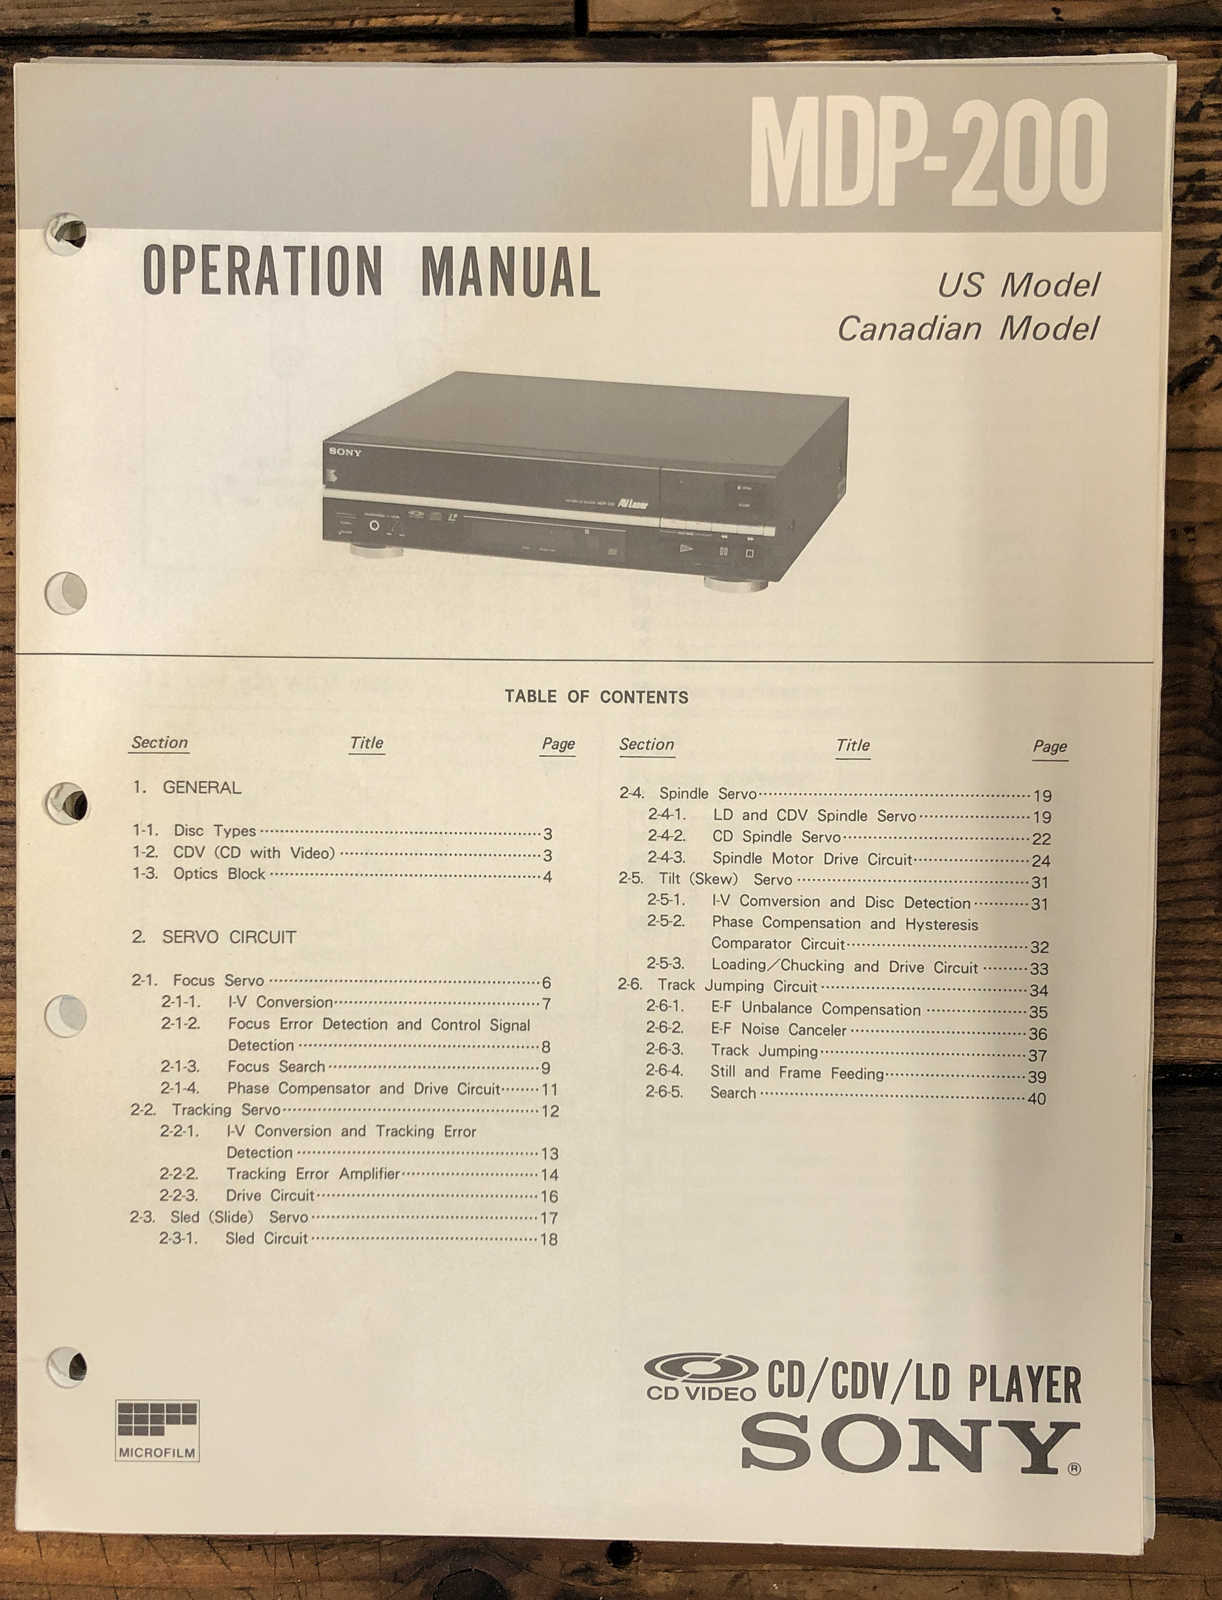 MDP-200
OPERATION MANUAL
US Model
Canadian Model
SONY
AV Laser
OPEN
TABLE OF CONTENTS
Section Title Page
1. GENERAL
1-1. Disc Types 3
1-2. CDV (CD with Video) 3
1-3. Optics Block 4
2. SERVO CIRCUIT
2-1. Focus Servo 6
2-1-1. I-V Conversion 7
2-1-2. Focus Error Detection and Control Signal
Detection 8
2-1-3. Focus Search 9
2-1-4. Phase Compensator and Drive Circuit 11
2-2. Tracking Servo 12
2-2-1. I-V Conversion and Tracking Error
Detection 13
2-2-2. Tracking Error Amplifier 14
2-2-3. Drive Circuit 16
2-3. Sled (Slide) Servo 17
2-3-1. Sled Circuit 18
Section Title Page
2-4. Spindle Servo 19
2-4-1. LD and CDV Spindle Servo 19
2-4-2. CD Spindle Servo 22
2-4-3. Spindle Motor Drive Circuit 24
2-5. Tilt (Skew) Servo 31
2-5-1. I-V Comversion and Disc Detection 31
2-5-2. Phase Compensation and Hysteresis
Comparator Circuit 32
2-5-3. Loading/Chucking and Drive Circuit 33
2-6. Track Jumping Circuit 34
2-6-1. E-F Unbalance Compensation 35
2-6-2. E-F Noise Canceler 36
2-6-3. Track Jumping 37
2-6-4. Still and Frame Feeding 39
2-6-5. Search 40
CD VIDEO
CD/CDV/LD PLAYER
SONY®
MICROFILM